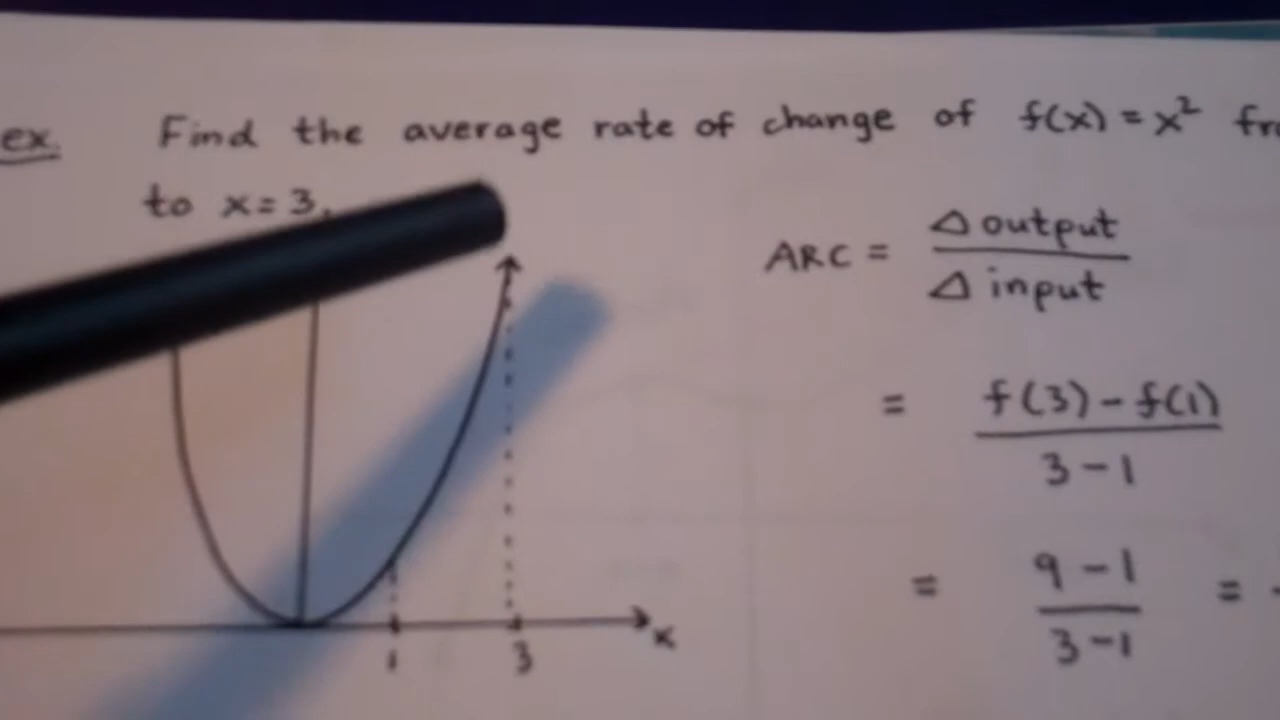 ex. Find the average rate of change of f(x) = x²
to x = 3.
ARC = Δ output / Δ input
= f(3) - f(1) / 3 - 1
= 9 - 1 / 3 - 1 =
x
1 3